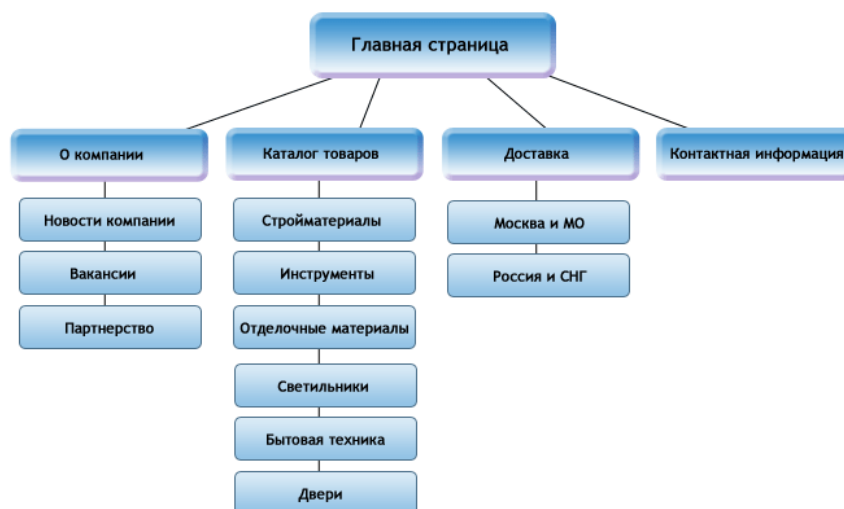 Главная страница
О компании
Каталог товаров
Доставка
Контактная информация
Новости компании
Стройматериалы
Москва и МО
Вакансии
Инструменты
Россия и СНГ
Партнерство
Отделочные материалы
Светильники
Бытовая техника
Двери